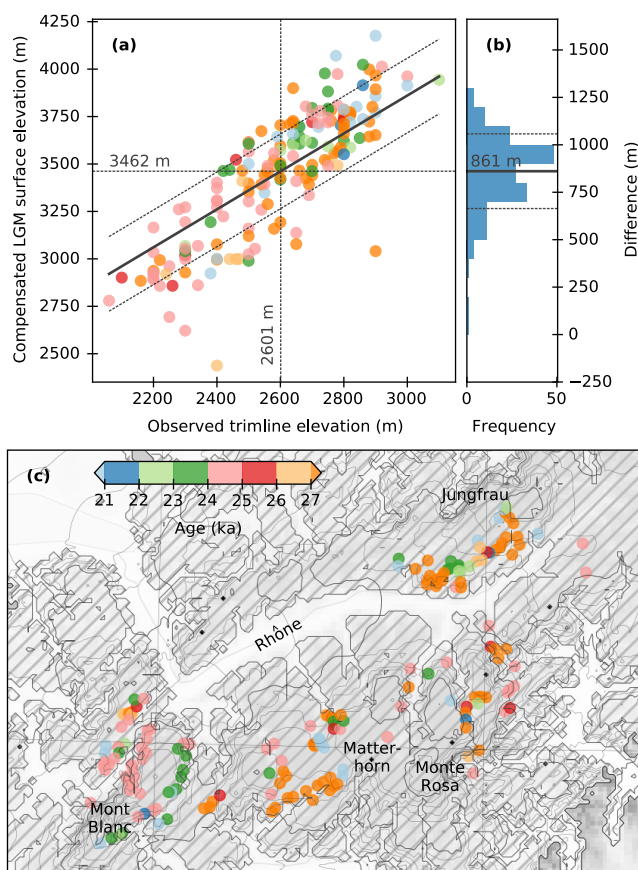 (a)
4250
4000
3750
3500
3250
3000
2750
2500
Compensated LGM surface elevation (m)
3462 m
2601 m
2200
2400
2600
2800
3000
Observed trimline elevation (m)
(b)
861 m
1500
1250
1000
750
500
250
0
−250
Difference (m)
0
50
Frequency
(c)
21
22
23
24
25
26
27
Age (ka)
Jungfrau
Rhône
Matter-
horn
Monte
Rosa
Mont
Blanc